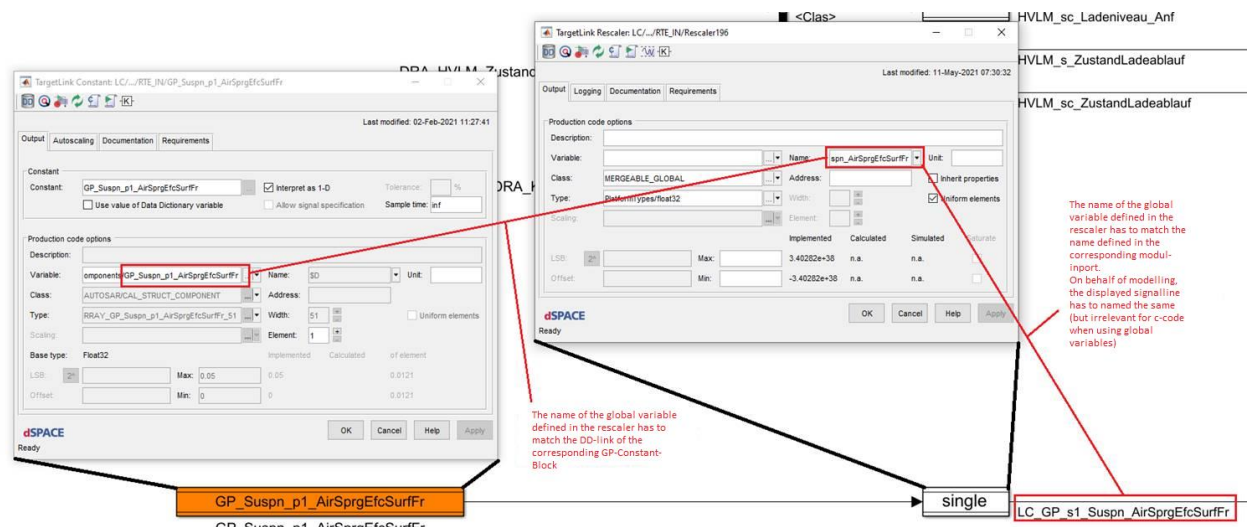 <Clas>
HVLM_sc_Ladeniveau_Anf
HVLM_s_ZustandLadeablauf
HVLM_sc_ZustandLadeablauf
DRA_HVLM_Zustand
DRA_
TargetLink Constant: LC/.../RTE_IN/GP_Suspn_p1_AirSprgEfcSurfFr
Last modified: 02-Feb-2021 11:27:41
Output Autoscaling Documentation Requirements
Constant
Constant: GP_Suspn_p1_AirSprgEfcSurfFr ... Interpret as 1-D Tolerance: %
Use value of Data Dictionary variable Allow signal specification Sample time: inf
Production code options
Description:
Variable: omponents/GP_Suspn_p1_AirSprgEfcSurfFr ... Name: $D Unit:
Class: AUTOSAR/CAL_STRUCT_COMPONENT ... Address:
Type: RRAY_GP_Suspn_p1_AirSprgEfcSurfFr_51 ... Width: 51 Uniform elements
Scaling: ... Element: 1
Base type: Float32 Implemented Calculated of element
LSB: 2^ Max: 0.05 0.05 0.0121
Offset: Min: 0 0 0.0121
dSPACE OK Cancel Help Apply
Ready
TargetLink Rescaler: LC/.../RTE_IN/Rescaler196
Last modified: 11-May-2021 07:30:32
Output Logging Documentation Requirements
Production code options
Description:
Variable: ... Name: spn_AirSprgEfcSurfFr Unit:
Class: MERGEABLE_GLOBAL ... Address: Inherit properties
Type: PlatformTypes/float32 ... Width: Uniform elements
Scaling: ... Element:
Implemented Calculated Simulated Saturate
LSB: 2^ Max: 3.40282e+38 n.a. n.a.
Offset: Min: -3.40282e+38 n.a. n.a.
dSPACE OK Cancel Help Apply
Ready
The name of the global
variable defined in the
rescaler has to match the
name defined in the
corresponding modul-
inport.
On behalf of modelling,
the displayed signalline
has to named the same
(but irrelevant for c-code
when using global
variables)
The name of the global variable
defined in the rescaler has to
match the DD-link of the
corresponding GP-Constant-
Block
GP_Suspn_p1_AirSprgEfcSurfFr
single
LC_GP_s1_Suspn_AirSprgEfcSurfFr
GP_Suspn_p1_AirSprgEfcSurfFr